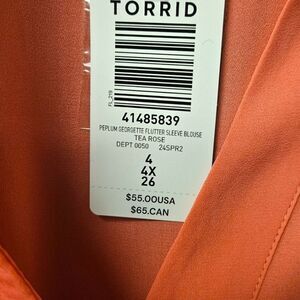 TORRID
FL_219
41485839
PEPLUM GEORGETTE FLUTTER SLEEVE BLOUSE
TEA ROSE
DEPT 0050 24SPR2
4
4X
26
$55.00USA
$65.CAN